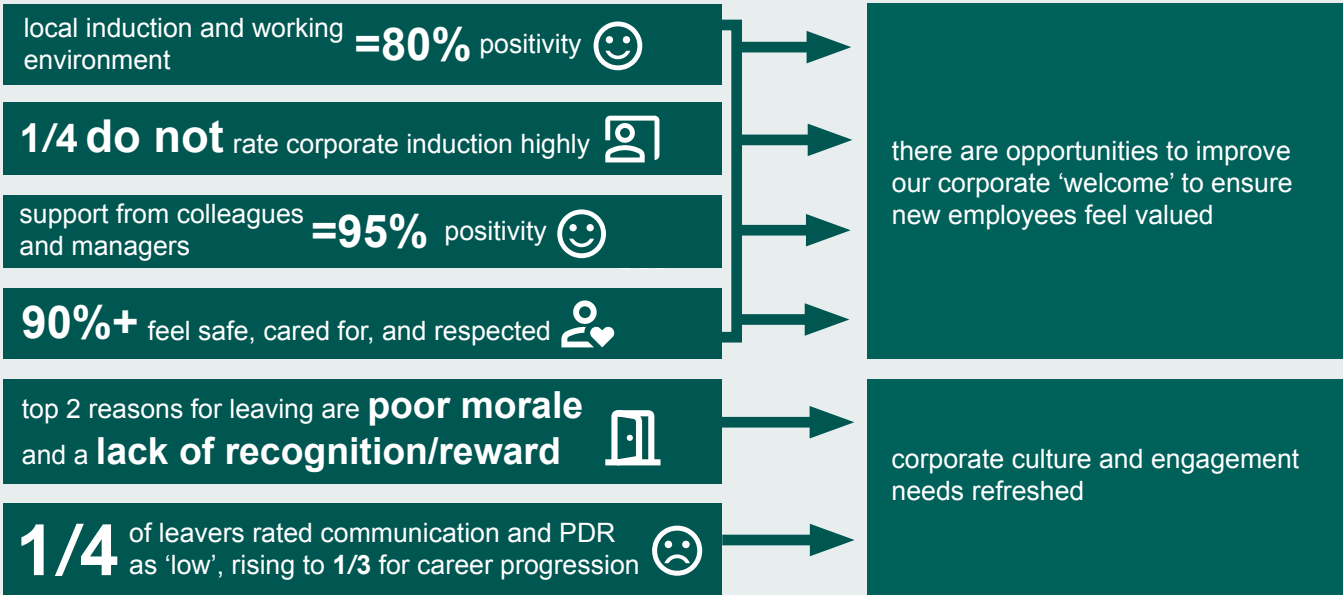 local induction and working
environment
=80% positivity
1/4 do not rate corporate induction highly
support from colleagues
and managers
=95% positivity
90%+ feel safe, cared for, and respected
there are opportunities to improve
our corporate ‘welcome’ to ensure
new employees feel valued
top 2 reasons for leaving are poor morale
and a lack of recognition/reward
1/4 of leavers rated communication and PDR
as ‘low’, rising to 1/3 for career progression
corporate culture and engagement
needs refreshed